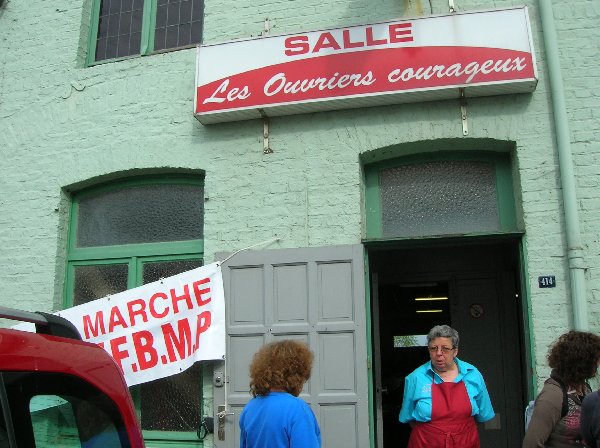 SALLE
Les Ouvriers courageux
414
MARCHE
F.B.M.P